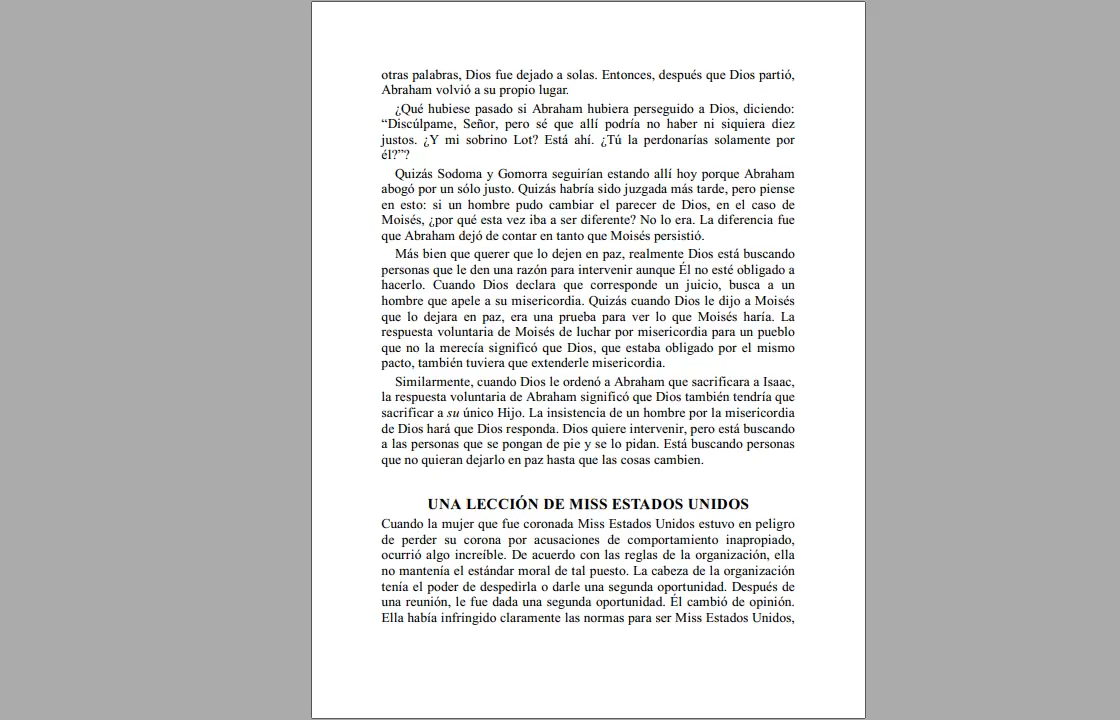 otras palabras, Dios fue dejado a solas. Entonces, después que Dios partió,
Abraham volvió a su propio lugar.
¿Qué hubiese pasado si Abraham hubiera perseguido a Dios, diciendo:
“Discúlpame, Señor, pero sé que allí podría no haber ni siquiera diez
justos. ¿Y mi sobrino Lot? Está ahí. ¿Tú la perdonarías solamente por
él?”?
Quizás Sodoma y Gomorra seguirían estando allí hoy porque Abraham
abogó por un sólo justo. Quizás habría sido juzgada más tarde, pero piense
en esto: si un hombre pudo cambiar el parecer de Dios, en el caso de
Moisés, ¿por qué esta vez iba a ser diferente? No lo era. La diferencia fue
que Abraham dejó de contar en tanto que Moisés persistió.
Más bien que querer que lo dejen en paz, realmente Dios está buscando
personas que le den una razón para intervenir aunque Él no esté obligado a
hacerlo. Cuando Dios declara que corresponde un juicio, busca a un
hombre que apele a su misericordia. Quizás cuando Dios le dijo a Moisés
que lo dejara en paz, era una prueba para ver lo que Moisés haría. La
respuesta voluntaria de Moisés de luchar por misericordia para un pueblo
que no la merecía significó que Dios, que estaba obligado por el mismo
pacto, también tuviera que extenderle misericordia.
Similarmente, cuando Dios le ordenó a Abraham que sacrificara a Isaac,
la respuesta voluntaria de Abraham significó que Dios también tendría que
sacrificar a su único Hijo. La insistencia de un hombre por la misericordia
de Dios hará que Dios responda. Dios quiere intervenir, pero está buscando
a las personas que se pongan de pie y se lo pidan. Está buscando personas
que no quieran dejarlo en paz hasta que las cosas cambien.
UNA LECCIÓN DE MISS ESTADOS UNIDOS
Cuando la mujer que fue coronada Miss Estados Unidos estuvo en peligro
de perder su corona por acusaciones de comportamiento inapropiado,
ocurrió algo increíble. De acuerdo con las reglas de la organización, ella
no mantenía el estándar moral de tal puesto. La cabeza de la organización
tenía el poder de despedirla o darle una segunda oportunidad. Después de
una reunión, le fue dada una segunda oportunidad. Él cambió de opinión.
Ella había infringido claramente las normas para ser Miss Estados Unidos,